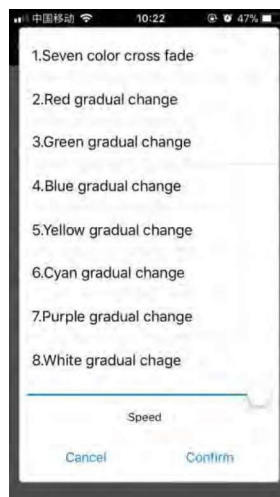 中国移动 10:22 47%
1.Seven color cross fade
2.Red gradual change
3.Green gradual change
4.Blue gradual change
5.Yellow gradual change
6.Cyan gradual change
7.Purple gradual change
8.White gradual chage
Speed
Cancel Confirm